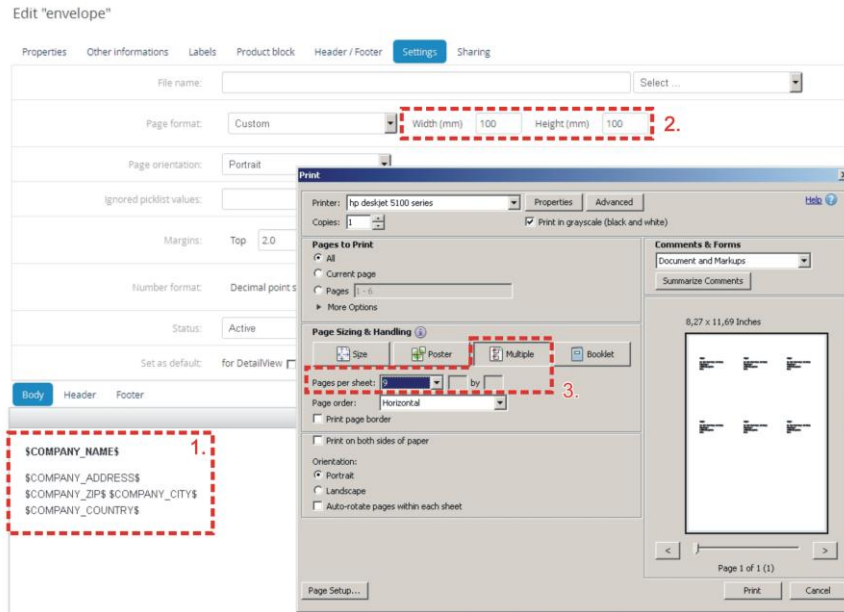 Edit "envelope"
Properties Other informations Labels Product block Header / Footer Settings Sharing
File name: Select ...
Page format: Custom Width (mm) 100 Height (mm) 100 2.
Page orientation: Portrait
Ignored picklist values:
Margins: Top 2.0
Number format: Decimal point s
Status: Active
Set as default: for DetailView
Body Header Footer
1.
$COMPANY_NAME$
$COMPANY_ADDRESS$
$COMPANY_ZIP$ $COMPANY_CITY$
$COMPANY_COUNTRY$
Print
Printer: hp deskjet 5100 series Properties Advanced Help ?
Copies: 1 Print in grayscale (black and white)
Pages to Print
All
Current page
Pages 1 - 6
More Options
Page Sizing & Handling i
Size Poster Multiple Booklet
Pages per sheet: 9 by
3.
Page order: Horizontal
Print page border
Print on both sides of paper
Orientation:
Portrait
Landscape
Auto-rotate pages within each sheet
Comments & Forms
Document and Markups
Summarize Comments
8,27 x 11,69 Inches
< >
Page 1 of 1 (1)
Page Setup... Print Cancel